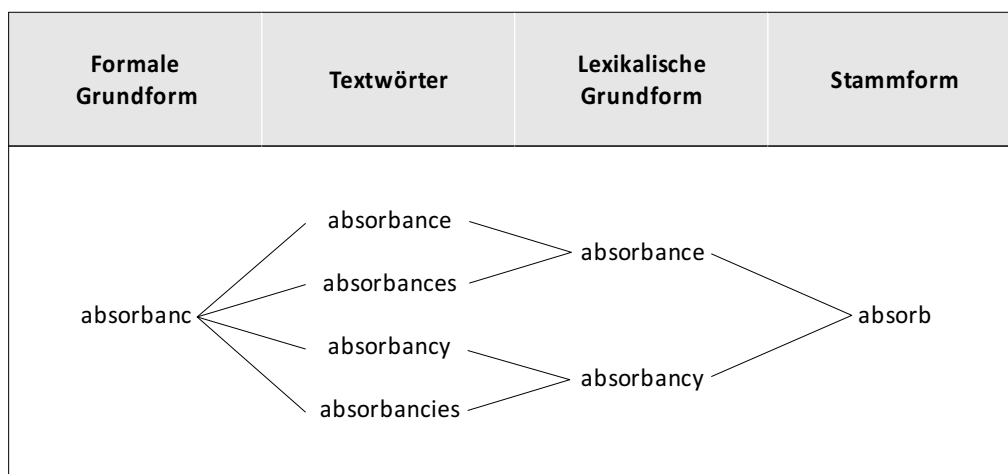 Formale
Grundform
Textwörter
Lexikalische
Grundform
Stammform
absorbance
absorbance
absorbances
absorbanc
absorb
absorbancy
absorbancy
absorbancies